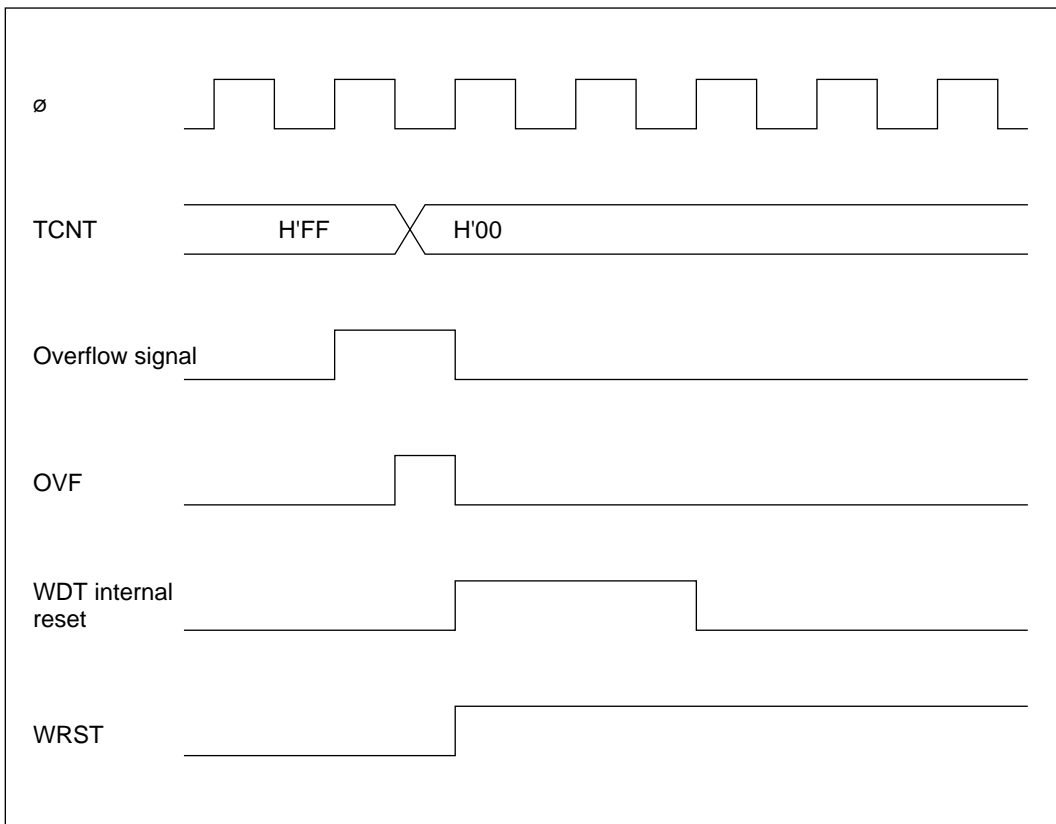 ø
TCNT
H'FF
H'00
Overflow signal
OVF
WDT internal
reset
WRST